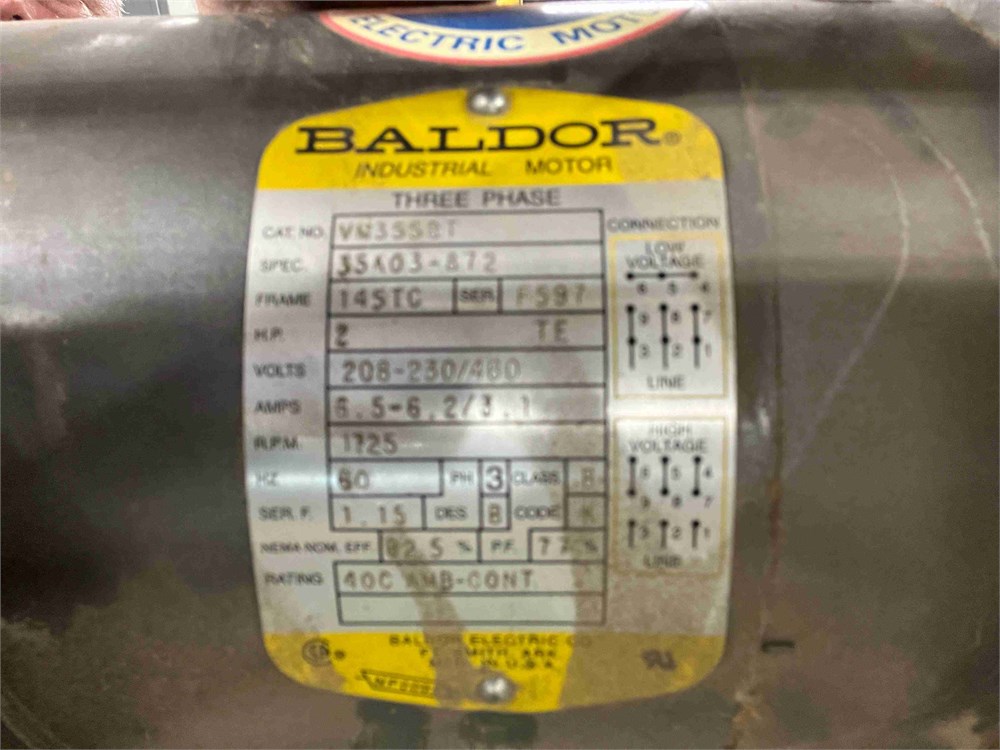 ELECTRIC MOT
BALDOR®
INDUSTRIAL MOTOR
THREE PHASE
CAT. NO. VM3558T
SPEC. 35A03-872
FRAME 145TC SER. F597
H.P. 2 TE
VOLTS 208-230/460
AMPS 6.5-6.2/3.1
R.P.M. 1725
HZ 60 PH 3 CLASS B
SER. F. 1.15 DES B CODE K
NEMA NOM. EFF. 82.5 % P.F. 77 %
RATING 40C AMB-CONT
CONNECTION
LOW
VOLTAGE
6 5 4
9 8 7
3 2 1
LINE
HIGH
VOLTAGE
6 5 4
9 8 7
3 2 1
LINE
BALDOR ELECTRIC CO
FT. SMITH, ARK
MFD. IN U.S.A.